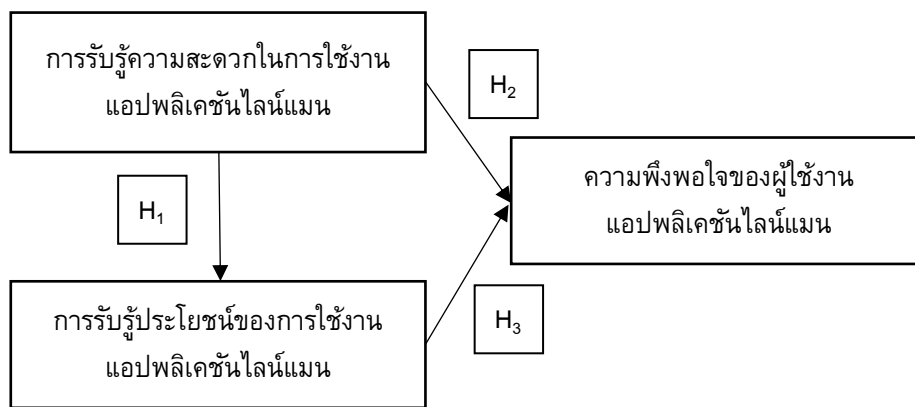 การรับรู้ความสะดวกในการใช้งาน
แอปพลิเคชันไลน์แมน
H₂
ความพึงพอใจของผู้ใช้งาน
แอปพลิเคชันไลน์แมน
H₁
การรับรู้ประโยชน์ของการใช้งาน
แอปพลิเคชันไลน์แมน
H₃